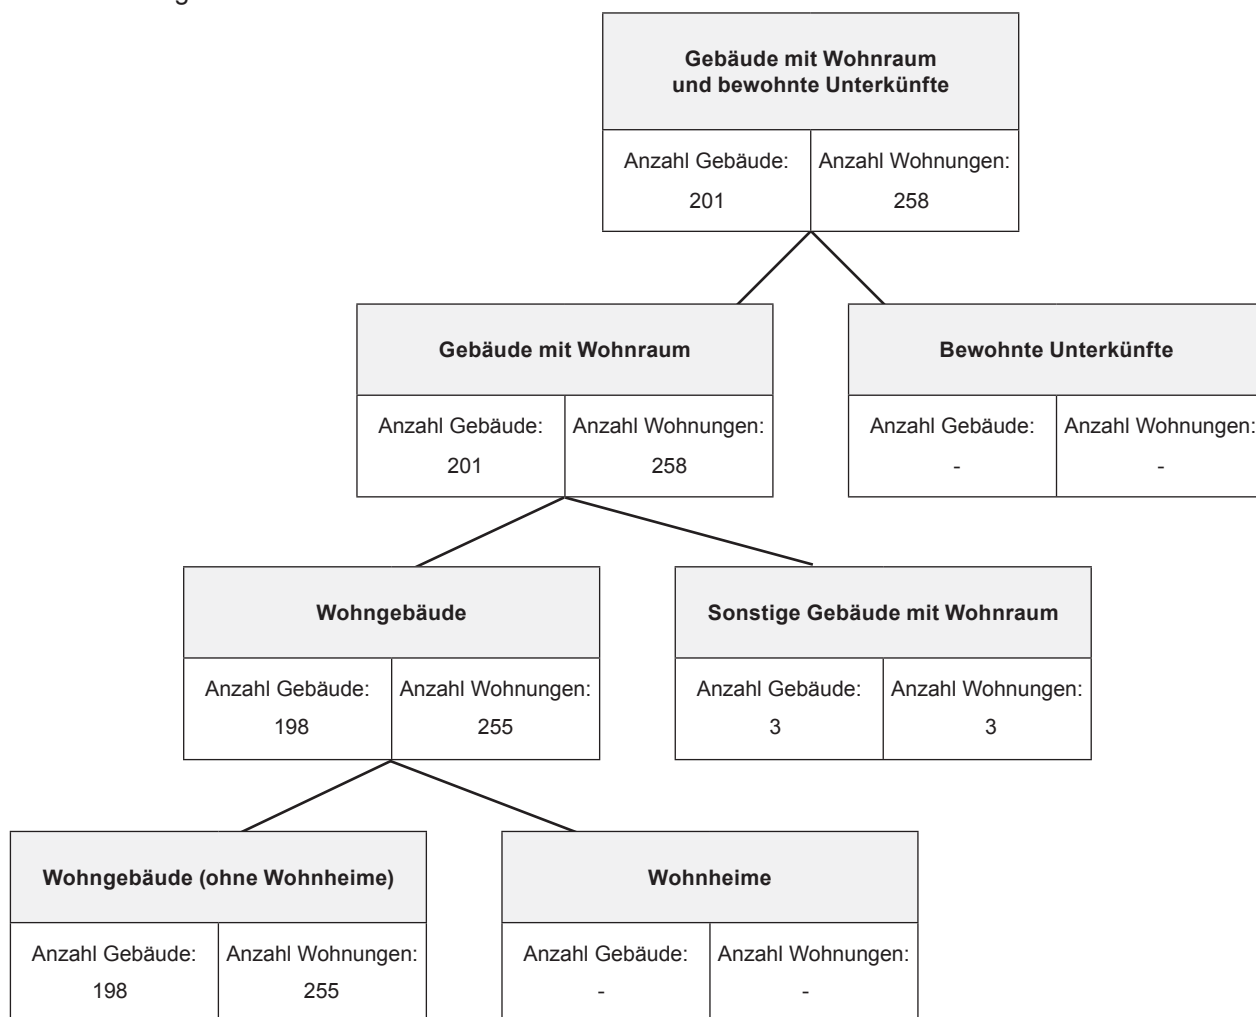 Gebäude mit Wohnraum
und bewohnte Unterkünfte
Anzahl Gebäude: Anzahl Wohnungen:
201 258
Gebäude mit Wohnraum
Bewohnte Unterkünfte
Anzahl Gebäude: Anzahl Wohnungen:
201 258
Anzahl Gebäude: Anzahl Wohnungen:
- -
Wohngebäude
Sonstige Gebäude mit Wohnraum
Anzahl Gebäude: Anzahl Wohnungen:
198 255
Anzahl Gebäude: Anzahl Wohnungen:
3 3
Wohngebäude (ohne Wohnheime)
Wohnheime
Anzahl Gebäude: Anzahl Wohnungen:
198 255
Anzahl Gebäude: Anzahl Wohnungen:
- -